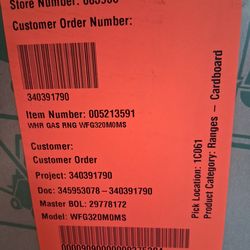 Customer Order Number:
340391790
Item Number: 005213591
WHR GAS RNG WFG320M0MS
Customer:
Customer Order
Project: 340391790
Doc: 345953078-340391790
Master BOL: 29778172
Model: WFG320M0MS
Pick Location: 1C061
Product Category: Ranges - Cardboard